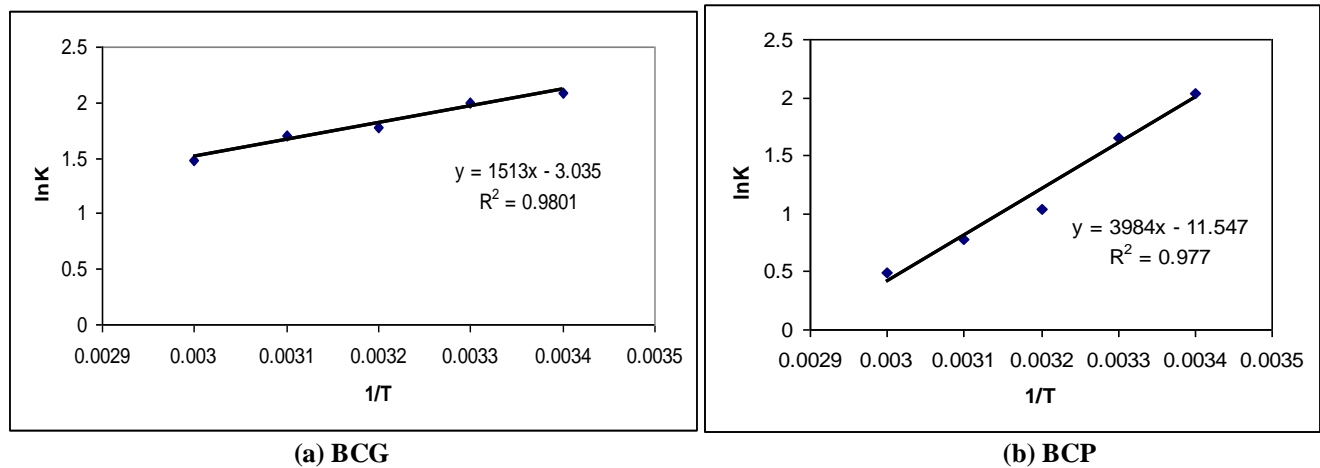 2.5
2
1.5
1
0.5
0
lnK
0.0029 0.003 0.0031 0.0032 0.0033 0.0034 0.0035
1/T
y = 1513x - 3.035
R² = 0.9801
(a) BCG
2.5
2
1.5
1
0.5
0
lnK
0.0029 0.003 0.0031 0.0032 0.0033 0.0034 0.0035
1/T
y = 3984x - 11.547
R² = 0.977
(b) BCP